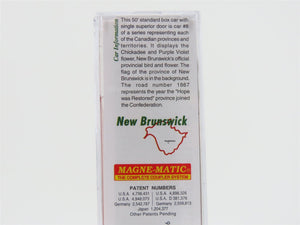 Car Information
This 50' standard box car with
single superior door is car #8
of a series representing each
of the Canadian provinces and
territories. It displays the
Chickadee and Purple Violet
flower, New Brunswick's official
provincial bird and flower. The
flag of the province of New
Brunswick is in the background.
The road number 1867
represents the year the "Hope
was Restored" province joined
the Confederation.
New Brunswick
MAGNE-MATIC®
THE COMPLETE COUPLER SYSTEM
PATENT NUMBERS
Other Patents Pending